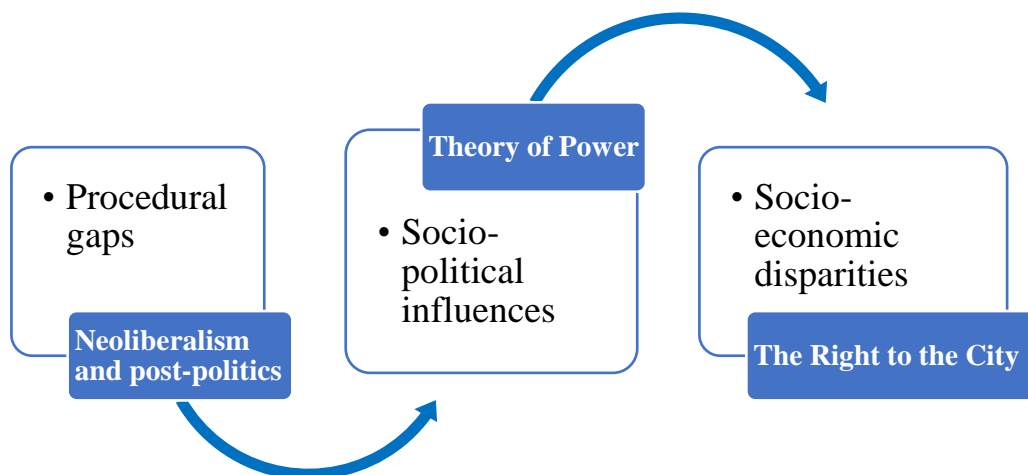 • Procedural
gaps
Neoliberalism
and post-politics
Theory of Power
• Socio-
political
influences
• Socio-
economic
disparities
The Right to the City